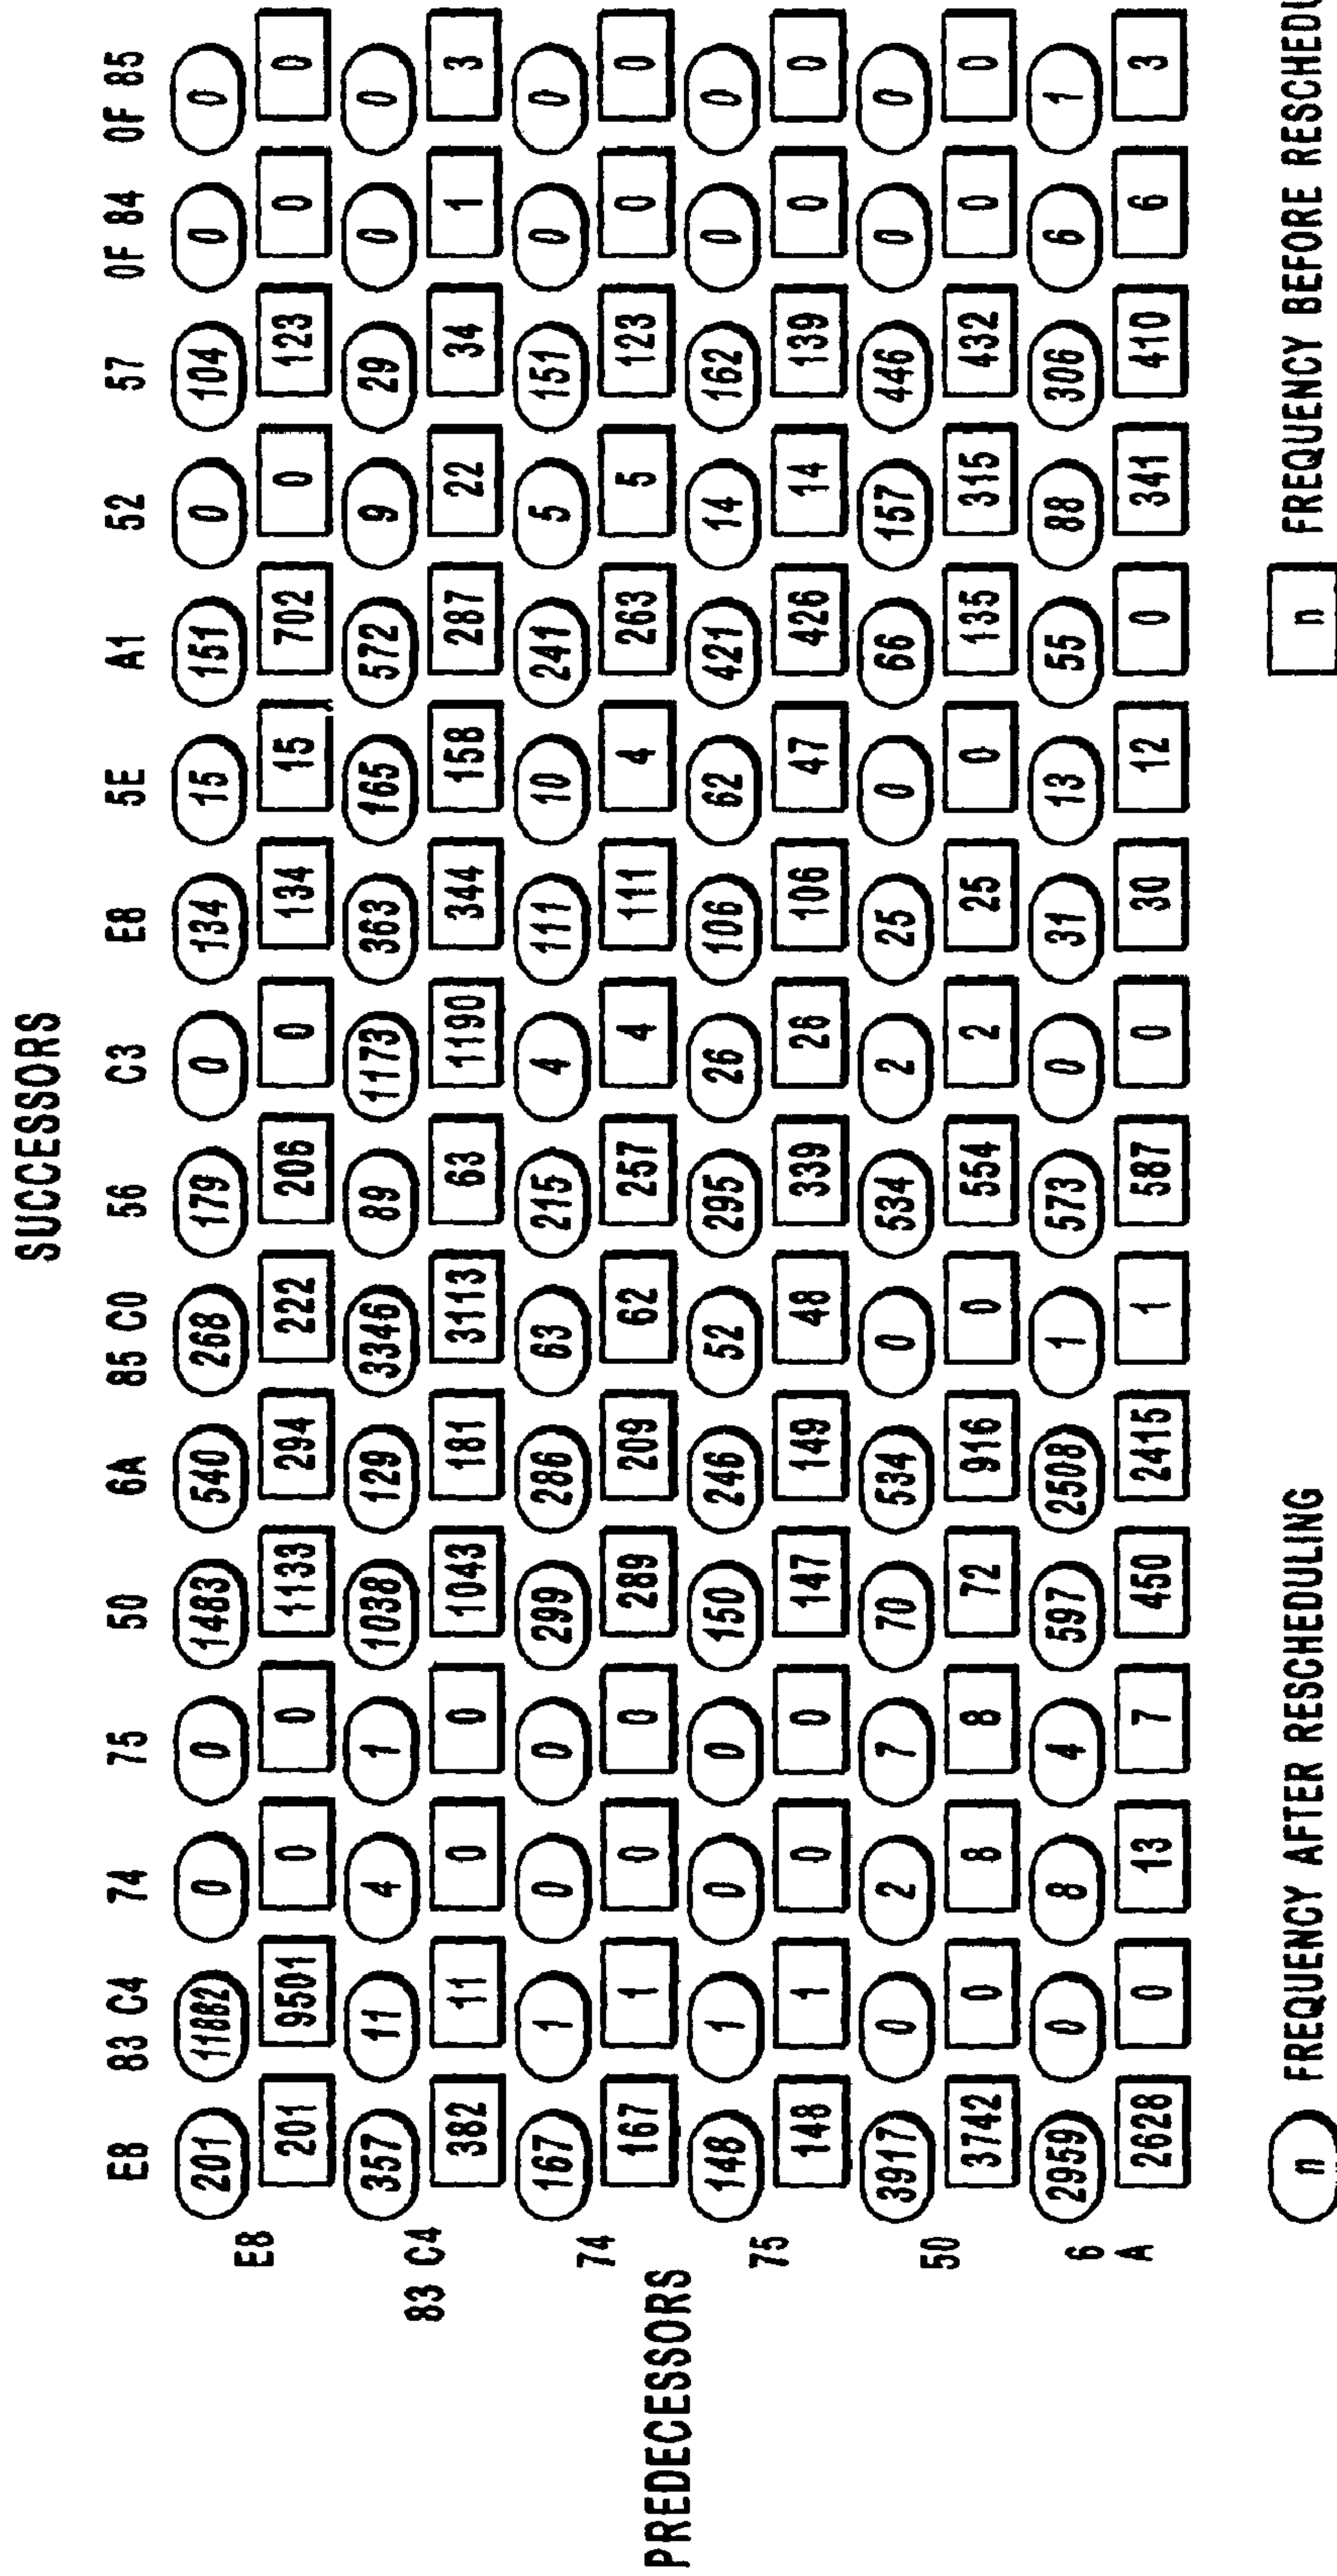 SUCCESSORS
E8 83 C4 74 75 50 6A 85 C0 56 C3 E8 5E A1 52 57 0F 84 0F 85
201 11882 0 0 1483 540 268 179 0 134 15 151 0 104 0 0
E8
201 9501 0 0 1133 294 222 206 0 134 15 702 0 123 0 0
357 11 4 1 1038 129 3346 89 1173 363 165 572 9 29 0 0
83 C4
382 11 0 0 1043 181 3113 63 1190 344 158 287 22 34 1 3
167 1 0 0 299 286 63 215 4 111 10 241 5 151 0 0
74
167 1 0 0 289 209 62 257 4 111 4 263 5 123 0 0
PREDECESSORS
148 1 0 0 150 246 52 295 26 106 62 421 14 162 0 0
75
148 1 0 0 147 149 48 339 26 106 47 426 14 139 0 0
3917 0 2 7 70 534 0 534 2 25 0 66 157 446 0 0
50
3742 0 8 8 72 916 0 554 2 25 0 135 315 432 0 0
6
2959 0 8 4 597 2508 1 573 0 31 13 55 88 306 6 1
A
2628 0 13 7 450 2415 1 587 0 30 12 0 341 410 6 3
n FREQUENCY AFTER RESCHEDULING
n FREQUENCY BEFORE RESCHEDU